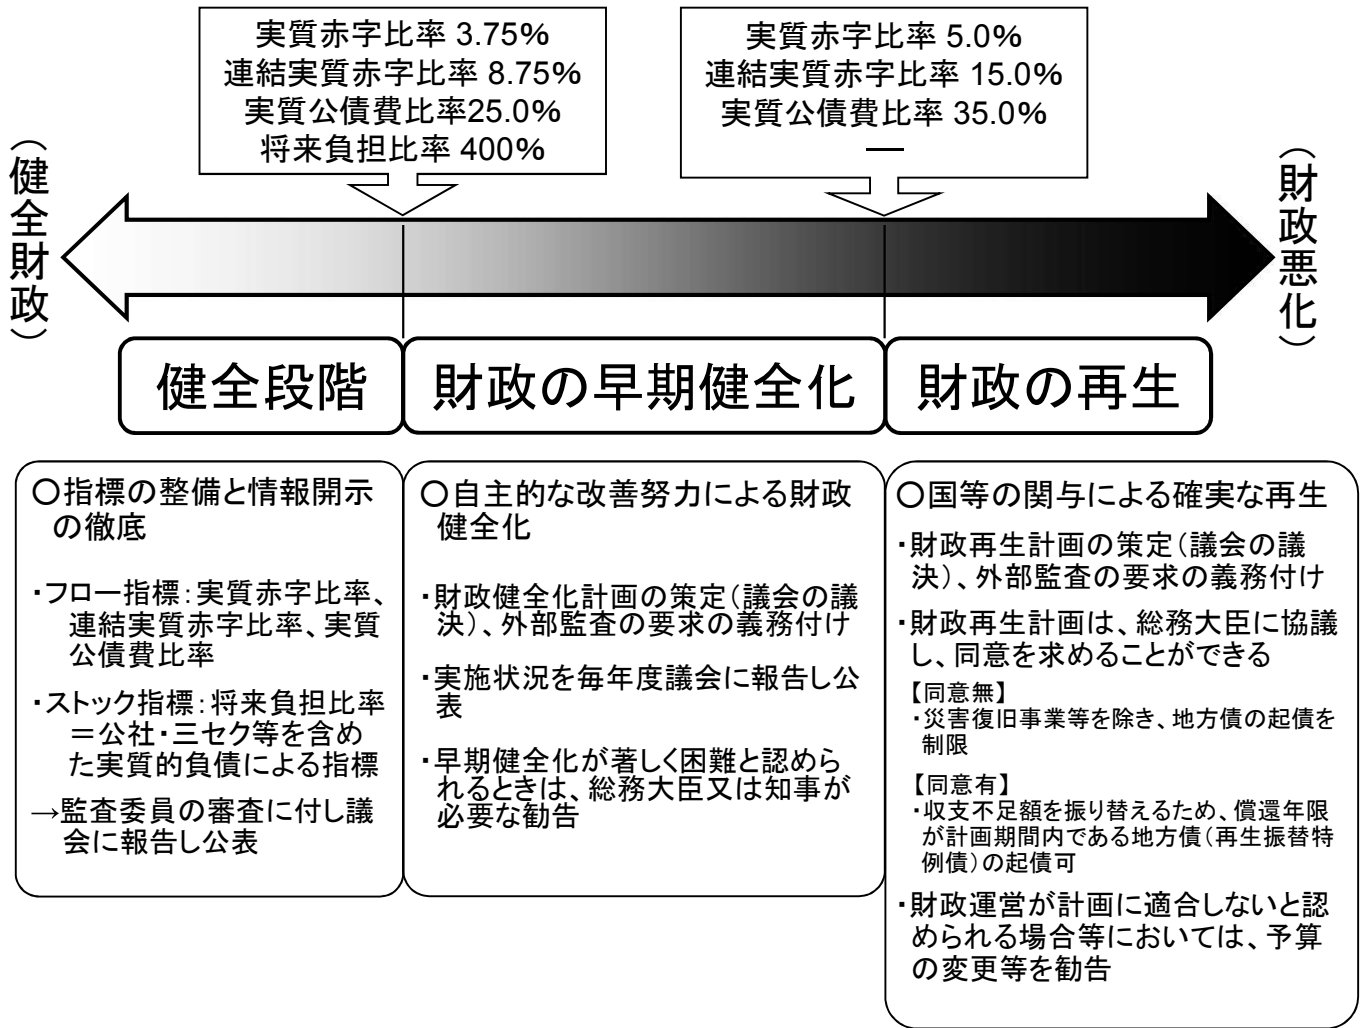 実質赤字比率 3.75%
連結実質赤字比率 8.75%
実質公債費比率25.0%
将来負担比率 400%
実質赤字比率 5.0%
連結実質赤字比率 15.0%
実質公債費比率 35.0%
―
（健全財政）
（財政悪化）
健全段階
財政の早期健全化
財政の再生
○指標の整備と情報開示
の徹底
・フロー指標：実質赤字比率、
連結実質赤字比率、実質
公債費比率
・ストック指標：将来負担比率
＝公社・三セク等を含め
た実質的負債による指標
→監査委員の審査に付し議
会に報告し公表
○自主的な改善努力による財政
健全化
・財政健全化計画の策定（議会の議
決）、外部監査の要求の義務付け
・実施状況を毎年度議会に報告し公
表
・早期健全化が著しく困難と認めら
れるときは、総務大臣又は知事が
必要な勧告
○国等の関与による確実な再生
・財政再生計画の策定（議会の議
決）、外部監査の要求の義務付け
・財政再生計画は、総務大臣に協議
し、同意を求めることができる
【同意無】
・災害復旧事業等を除き、地方債の起債を
制限
【同意有】
・収支不足額を振り替えるため、償還年限
が計画期間内である地方債（再生振替特
例債）の起債可
・財政運営が計画に適合しないと認
められる場合等においては、予算
の変更等を勧告